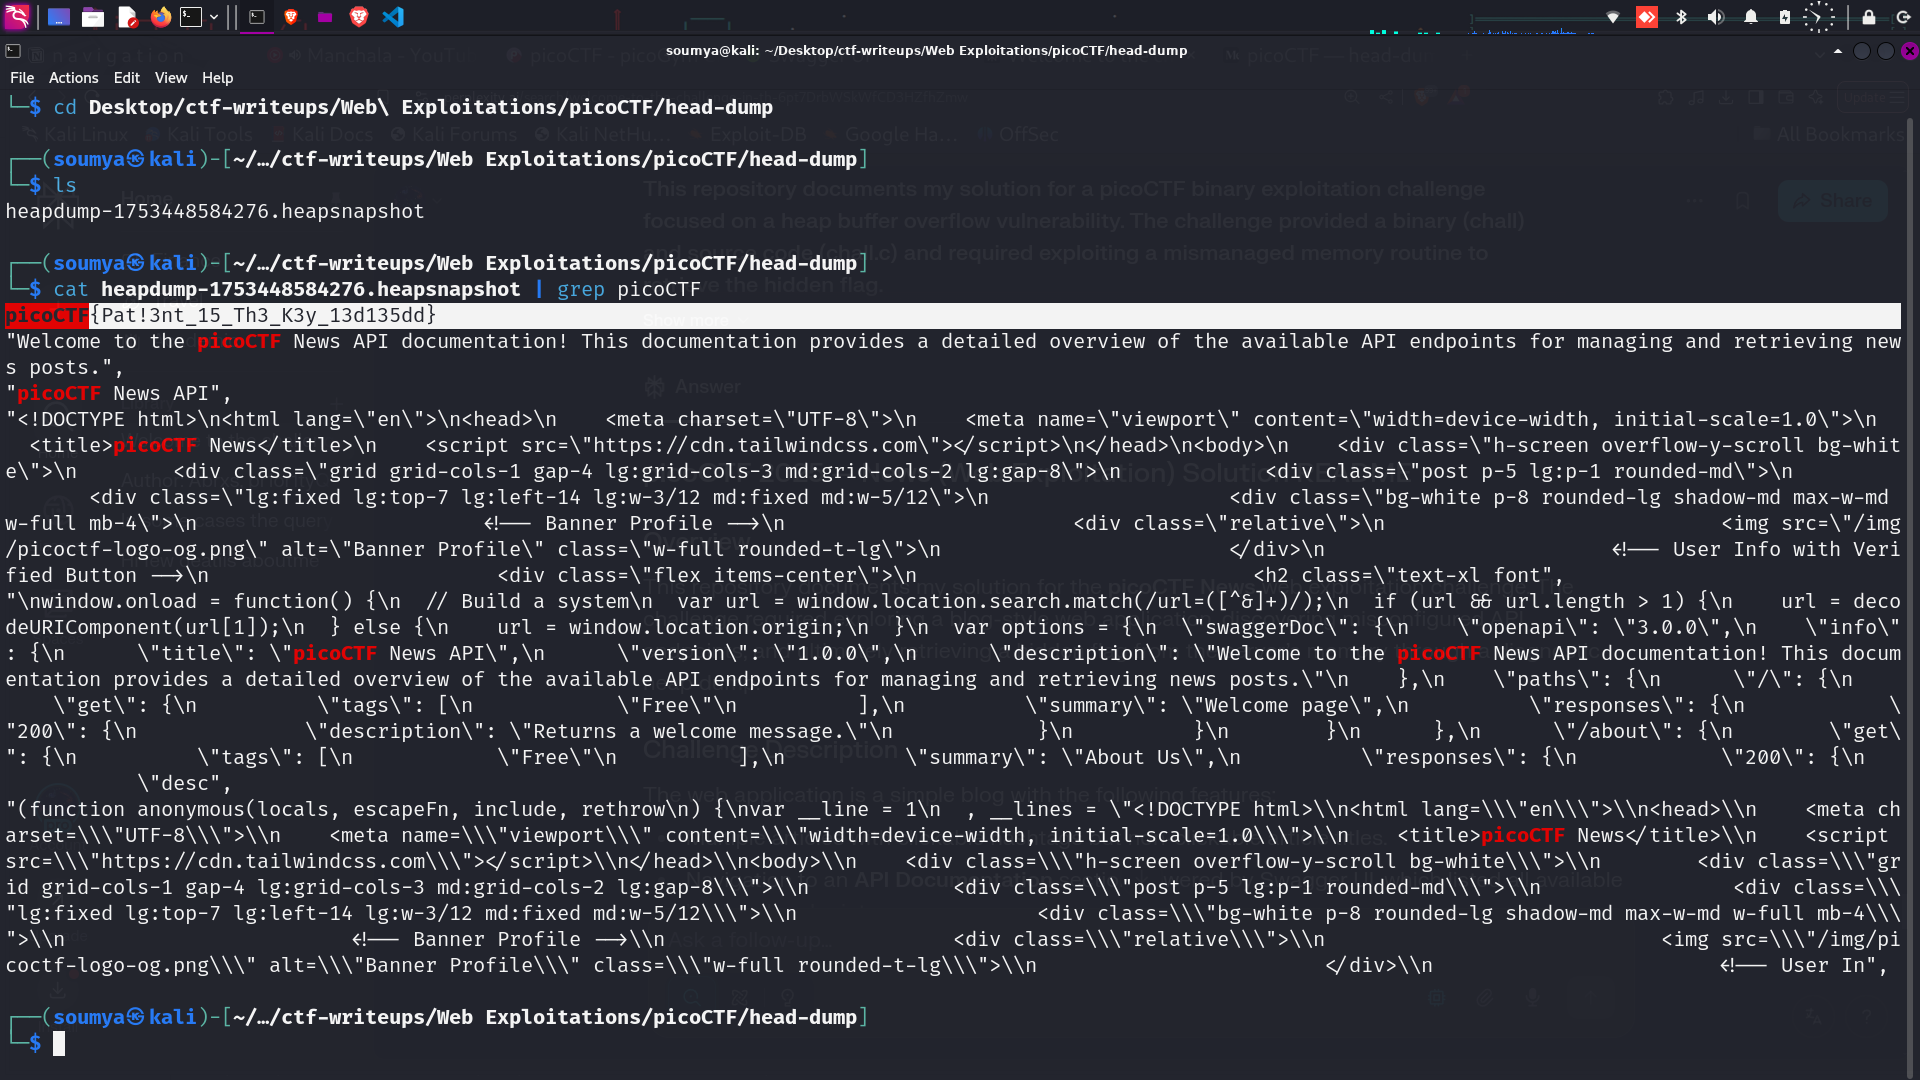 soumya@kali: ~/Desktop/ctf-writeups/Web Exploitations/picoCTF/head-dump
File Actions Edit View Help
└─$ cd Desktop/ctf-writeups/Web\ Exploitations/picoCTF/head-dump
┌──(soumya㉿kali)-[~/…/ctf-writeups/Web Exploitations/picoCTF/head-dump]
└─$ ls
heapdump-1753448584276.heapsnapshot
┌──(soumya㉿kali)-[~/…/ctf-writeups/Web Exploitations/picoCTF/head-dump]
└─$ cat heapdump-1753448584276.heapsnapshot | grep picoCTF
picoCTF{Pat!3nt_15_Th3_K3y_13d135dd}
"Welcome to the picoCTF News API documentation! This documentation provides a detailed overview of the available API endpoints for managing and retrieving new
s posts.",
"picoCTF News API",
"<!DOCTYPE html>\n<html lang=\"en\">\n<head>\n    <meta charset=\"UTF-8\">\n    <meta name=\"viewport\" content=\"width=device-width, initial-scale=1.0\">\n
  <title>picoCTF News</title>\n    <script src=\"https://cdn.tailwindcss.com\"></script>\n</head>\n<body>\n    <div class=\"h-screen overflow-y-scroll bg-whit
e\">\n        <div class=\"grid grid-cols-1 gap-4 lg:grid-cols-3 md:grid-cols-2 lg:gap-8\">\n            <div class=\"post p-5 lg:p-1 rounded-md\">\n
       <div class=\"lg:fixed lg:top-7 lg:left-14 lg:w-3/12 md:fixed md:w-5/12\">\n                    <div class=\"bg-white p-8 rounded-lg shadow-md max-w-md
w-full mb-4\">\n                        <!-- Banner Profile -->\n                        <div class=\"relative\">\n                            <img src=\"/img
/picoctf-logo-og.png\" alt=\"Banner Profile\" class=\"w-full rounded-t-lg\">\n                        </div>\n                        <!-- User Info with Veri
fied Button -->\n                        <div class=\"flex items-center\">\n                            <h2 class=\"text-xl font",
"\nwindow.onload = function() {\n  // Build a system\n  var url = window.location.search.match(/url=([^&]+)/);\n  if (url && url.length > 1) {\n    url = deco
deURIComponent(url[1]);\n  } else {\n    url = window.location.origin;\n  }\n  var options = {\n  \"swaggerDoc\": {\n    \"openapi\": \"3.0.0\",\n    \"info\"
: {\n      \"title\": \"picoCTF News API\",\n      \"version\": \"1.0.0\",\n      \"description\": \"Welcome to the picoCTF News API documentation! This docum
entation provides a detailed overview of the available API endpoints for managing and retrieving news posts.\"\n    },\n    \"paths\": {\n      \"/\": {\n
    \"get\": {\n          \"tags\": [\n            \"Free\"\n          ],\n          \"summary\": \"Welcome page\",\n          \"responses\": {\n            \
"200\": {\n              \"description\": \"Returns a welcome message.\"\n            }\n          }\n        }\n      },\n      \"/about\": {\n        \"get\
": {\n          \"tags\": [\n            \"Free\"\n          ],\n          \"summary\": \"About Us\",\n          \"responses\": {\n            \"200\": {\n
           \"desc",
"(function anonymous(locals, escapeFn, include, rethrow\n) {\nvar __line = 1\n  , __lines = \"<!DOCTYPE html>\\n<html lang=\\\"en\\\">\\n<head>\\n    <meta ch
arset=\\\"UTF-8\\\">\\n    <meta name=\\\"viewport\\\" content=\\\"width=device-width, initial-scale=1.0\\\">\\n    <title>picoCTF News</title>\\n    <script
src=\\\"https://cdn.tailwindcss.com\\\"></script>\\n</head>\\n<body>\\n    <div class=\\\"h-screen overflow-y-scroll bg-white\\\">\\n        <div class=\\\"gr
id grid-cols-1 gap-4 lg:grid-cols-3 md:grid-cols-2 lg:gap-8\\\">\\n            <div class=\\\"post p-5 lg:p-1 rounded-md\\\">\\n                <div class=\\\
"lg:fixed lg:top-7 lg:left-14 lg:w-3/12 md:fixed md:w-5/12\\\">\\n                    <div class=\\\"bg-white p-8 rounded-lg shadow-md max-w-md w-full mb-4\\\
">\\n                        <!-- Banner Profile -->\\n                        <div class=\\\"relative\\\">\\n                            <img src=\\\"/img/pi
coctf-logo-og.png\\\" alt=\\\"Banner Profile\\\" class=\\\"w-full rounded-t-lg\\\">\\n                        </div>\\n                        <!-- User In",
┌──(soumya㉿kali)-[~/…/ctf-writeups/Web Exploitations/picoCTF/head-dump]
└─$